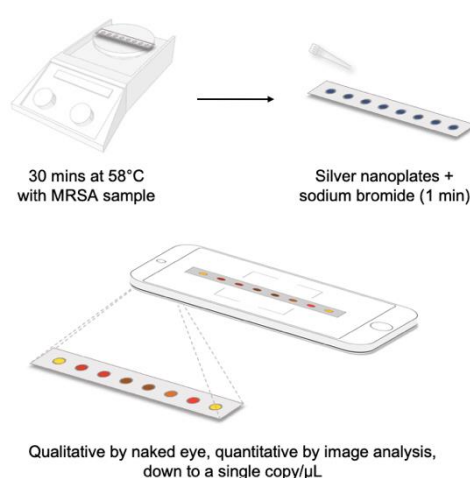 30 mins at 58°C
with MRSA sample
Silver nanoplates +
sodium bromide (1 min)
Qualitative by naked eye, quantitative by image analysis,
down to a single copy/µL